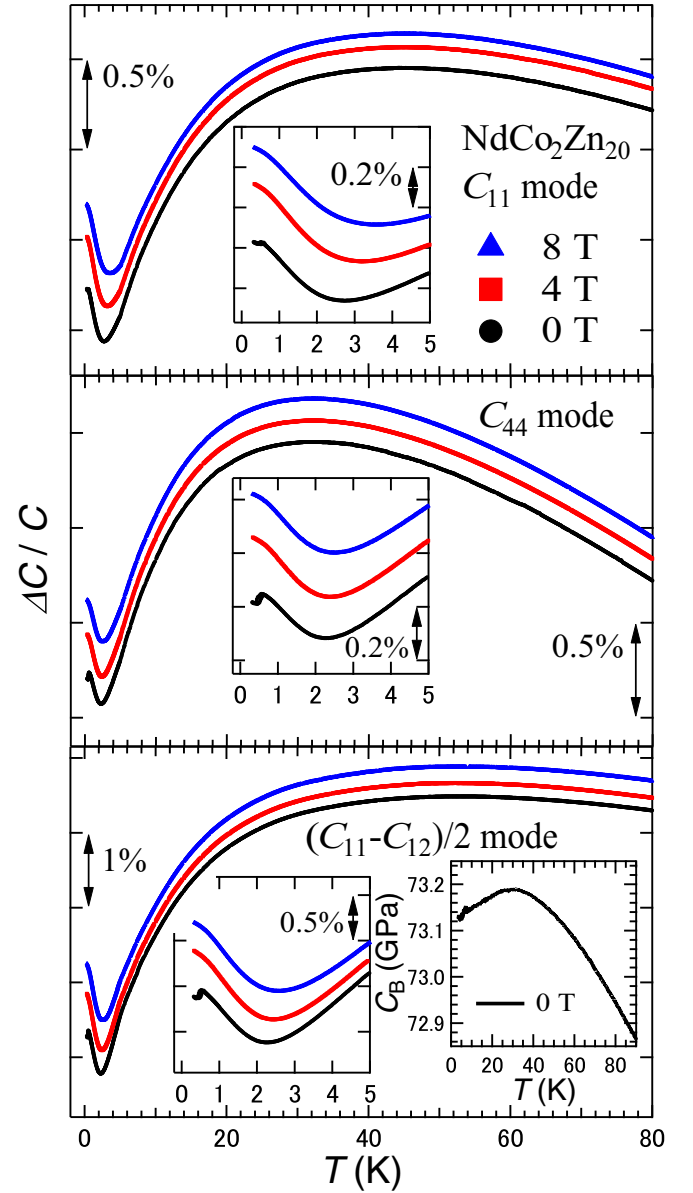 0.5%
NdCo₂Zn₂₀
C₁₁ mode
8 T
4 T
0 T
0.2%
0 1 2 3 4 5
C₄₄ mode
ΔC / C
0.2%
0.5%
0 1 2 3 4 5
(C₁₁-C₁₂)/2 mode
1%
0.5%
0 1 2 3 4 5
73.2
73.1
73.0
72.9
C_B (GPa)
0 T
0 20 40 60 80
T (K)
0 20 40 60 80
T (K)